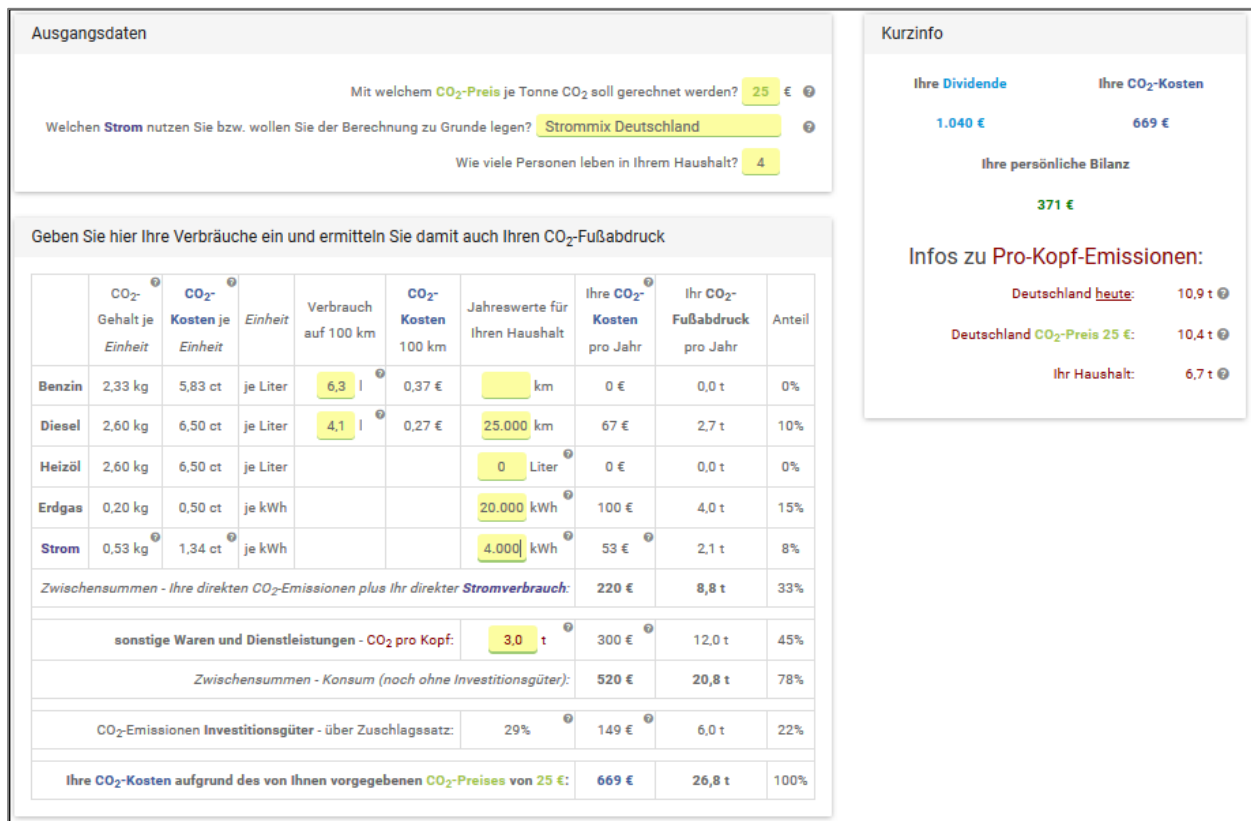 Ausgangsdaten
Mit welchem CO₂-Preis je Tonne CO₂ soll gerechnet werden? 25 €
Welchen Strom nutzen Sie bzw. wollen Sie der Berechnung zu Grunde legen? Strommix Deutschland
Wie viele Personen leben in Ihrem Haushalt? 4
Geben Sie hier Ihre Verbräuche ein und ermitteln Sie damit auch Ihren CO₂-Fußabdruck
CO₂-Gehalt je Einheit CO₂-Kosten je Einheit Einheit Verbrauch auf 100 km CO₂-Kosten 100 km Jahreswerte für Ihren Haushalt Ihre CO₂-Kosten pro Jahr Ihr CO₂-Fußabdruck pro Jahr Anteil
Benzin 2,33 kg 5,83 ct je Liter 6,3 l 0,37 € km 0 € 0,0 t 0%
Diesel 2,60 kg 6,50 ct je Liter 4,1 l 0,27 € 25.000 km 67 € 2,7 t 10%
Heizöl 2,60 kg 6,50 ct je Liter 0 Liter 0 € 0,0 t 0%
Erdgas 0,20 kg 0,50 ct je kWh 20.000 kWh 100 € 4,0 t 15%
Strom 0,53 kg 1,34 ct je kWh 4.000 kWh 53 € 2,1 t 8%
Zwischensummen - Ihre direkten CO₂-Emissionen plus Ihr direkter Stromverbrauch: 220 € 8,8 t 33%
sonstige Waren und Dienstleistungen - CO₂ pro Kopf: 3,0 t 300 € 12,0 t 45%
Zwischensummen - Konsum (noch ohne Investitionsgüter): 520 € 20,8 t 78%
CO₂-Emissionen Investitionsgüter - über Zuschlagssatz: 29% 149 € 6,0 t 22%
Ihre CO₂-Kosten aufgrund des von Ihnen vorgegebenen CO₂-Preises von 25 €: 669 € 26,8 t 100%
Kurzinfo
Ihre Dividende Ihre CO₂-Kosten
1.040 € 669 €
Ihre persönliche Bilanz
371 €
Infos zu Pro-Kopf-Emissionen:
Deutschland heute: 10,9 t
Deutschland CO₂-Preis 25 €: 10,4 t
Ihr Haushalt: 6,7 t